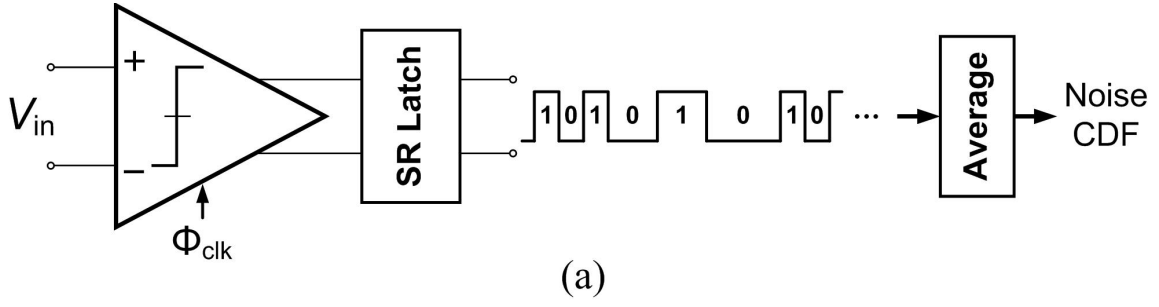 +
V_in
−
Φ_clk
SR Latch
1 0 1 0 1 0 1 0 ...
Average
Noise
CDF
(a)